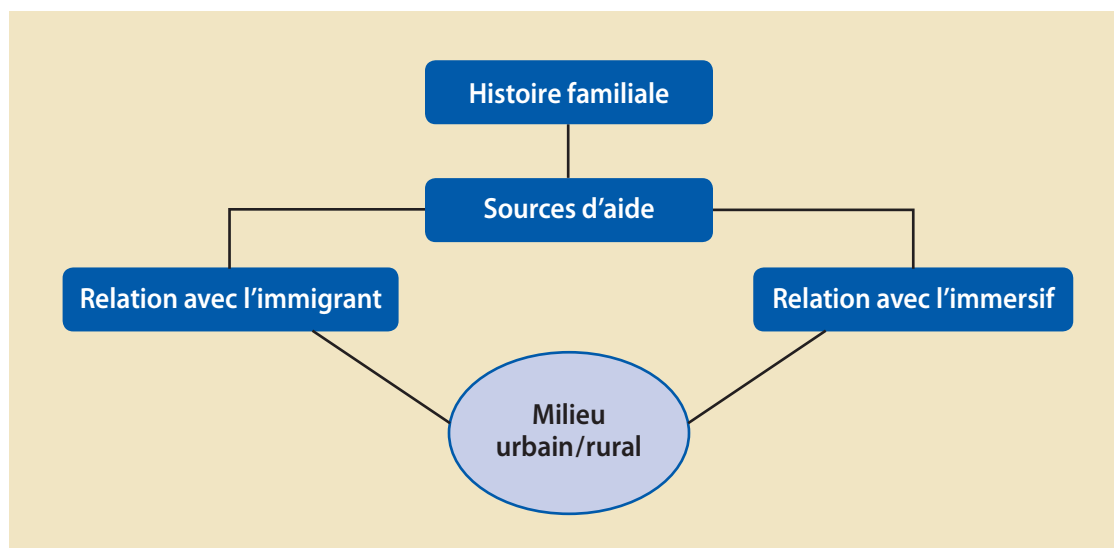 Histoire familiale
Sources d’aide
Relation avec l’immigrant
Relation avec l’immersif
Milieu
urbain/rural